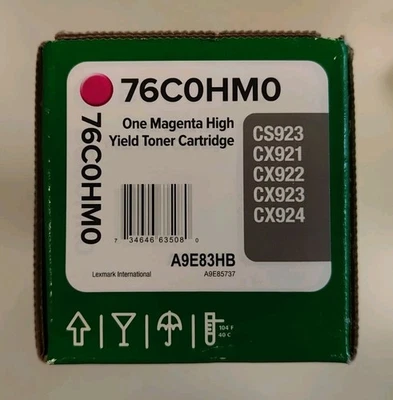 76C0HM0
76C0HM0
One Magenta High
Yield Toner Cartridge
CS923
CX921
CX922
CX923
CX924
7 34646 63508 0
A9E83HB
Lexmark International
A9E85737
104 F
40 C